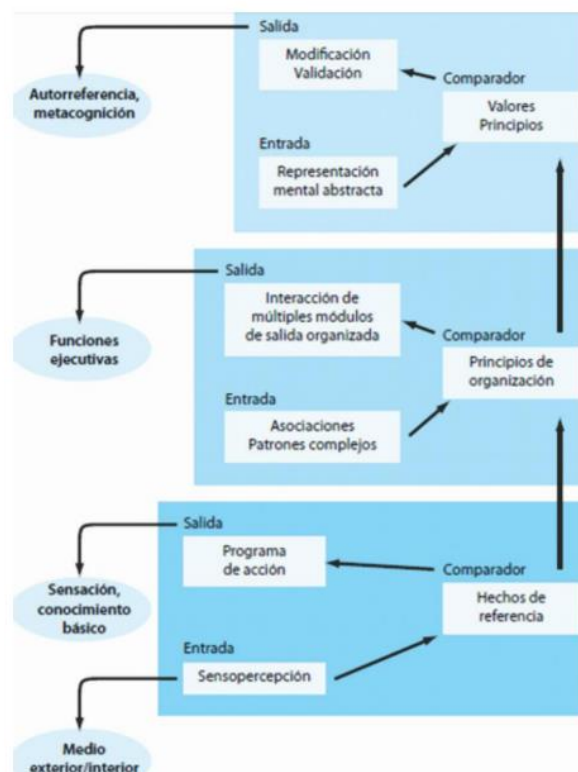 Salida
Modificación
Validación
Comparador
Autorreferencia,
metacognición
Valores
Principios
Entrada
Representación
mental abstracta
Salida
Interacción de
múltiples módulos
de salida organizada
Comparador
Funciones
ejecutivas
Principios de
organización
Entrada
Asociaciones
Patrones complejos
Salida
Programa
de acción
Comparador
Sensación,
conocimiento
básico
Hechos de
referencia
Entrada
Sensopercepción
Medio
exterior/interior